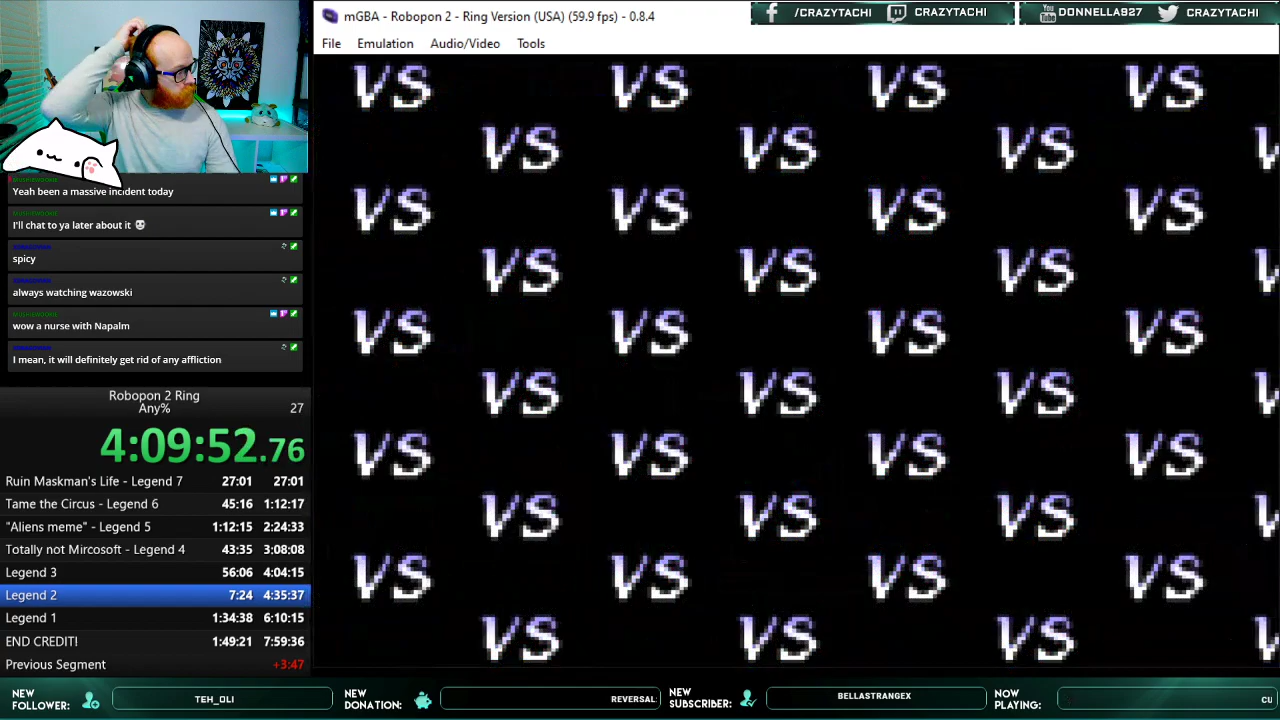 mGBA - Robopon 2 - Ring Version (USA) (59.9 fps) - 0.8.4
/CRAZYTACHI
CRAZYTACHI
You Tube
DONNELLA827
CRAZYTACHI
File Emulation Audio/Video Tools
VS VS VS VS
VS VS VS
VS VS VS VS
VS VS VS
VS VS VS VS
VS VS VS
VS VS VS VS
VS VS VS
VS VS VS VS
VS VS VS
Yeah been a massive incident today
I'll chat to ya later about it
spicy
always watching wazowski
wow a nurse with Napalm
I mean, it will definitely get rid of any affliction
Robopon 2 Ring
Any% 27
4:09:52.76
Ruin Maskman's Life - Legend 7 27:01 27:01
Tame the Circus - Legend 6 45:16 1:12:17
"Aliens meme" - Legend 5 1:12:15 2:24:33
Totally not Mircosoft - Legend 4 43:35 3:08:08
Legend 3 56:06 4:04:15
Legend 2 7:24 4:35:37
Legend 1 1:34:38 6:10:15
END CREDIT! 1:49:21 7:59:36
Previous Segment +3:47
NEW FOLLOWER: TEH_OLI
NEW DONATION: REVERSAL:
NEW SUBSCRIBER: BELLASTRANGEX
NOW PLAYING: CU